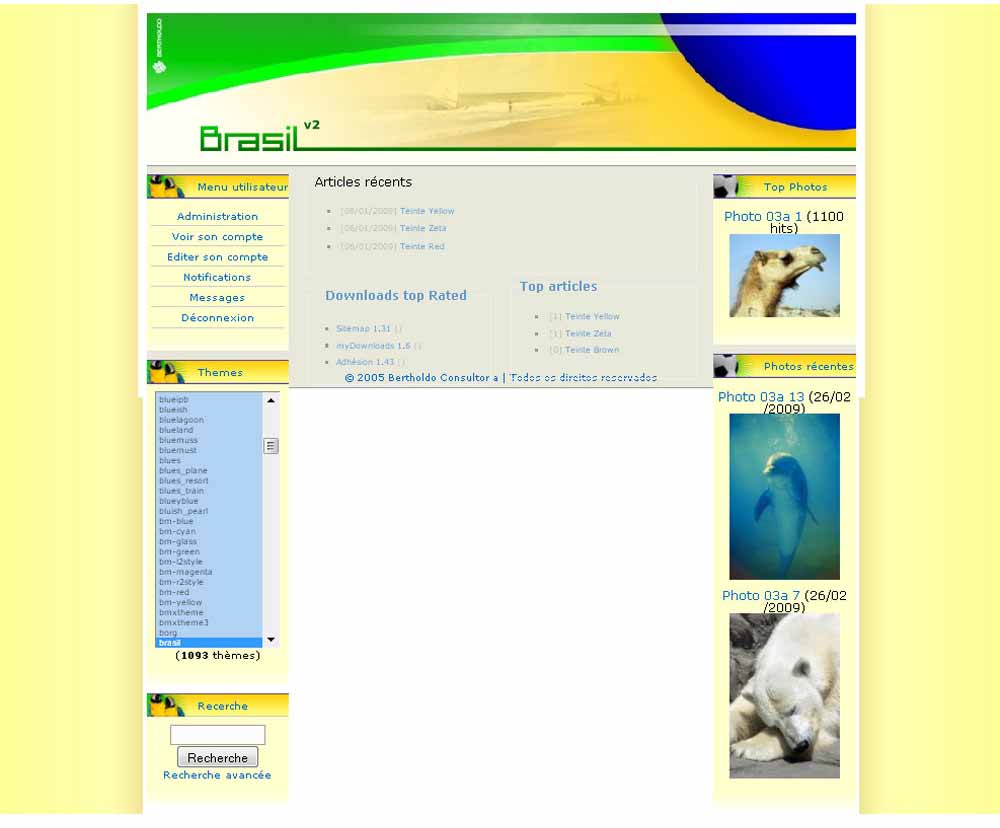 BERTHOLDO
Brasil v2
Menu utilisateur
Administration
Voir son compte
Editer son compte
Notifications
Messages
Déconnexion
Themes
blueipb
blueish
bluelagoon
blueland
bluemuss
bluemust
blues
blues_plane
blues_resort
blues_train
blueyblue
bluish_pearl
bm-blue
bm-cyan
bm-glass
bm-green
bm-i2style
bm-magenta
bm-r2style
bm-red
bm-yellow
bmxtheme
bmxtheme3
borg
brasil
(1093 thèmes)
Recerche
Recherche
Recherche avancée
Articles récents
[06/01/2009] Teinte Yellow
[06/01/2009] Teinte Zeta
[06/01/2009] Teinte Red
Downloads top Rated
Sitemap 1.31 ()
myDownloads 1.6 ()
Adhésion 1.43 ()
Top articles
[1] Teinte Yellow
[1] Teinte Zeta
[0] Teinte Brown
© 2005 Bertholdo Consultor a | Todos os direitos reservados
Top Photos
Photo 03a 1 (1100
hits)
Photos récentes
Photo 03a 13 (26/02
/2009)
Photo 03a 7 (26/02
/2009)